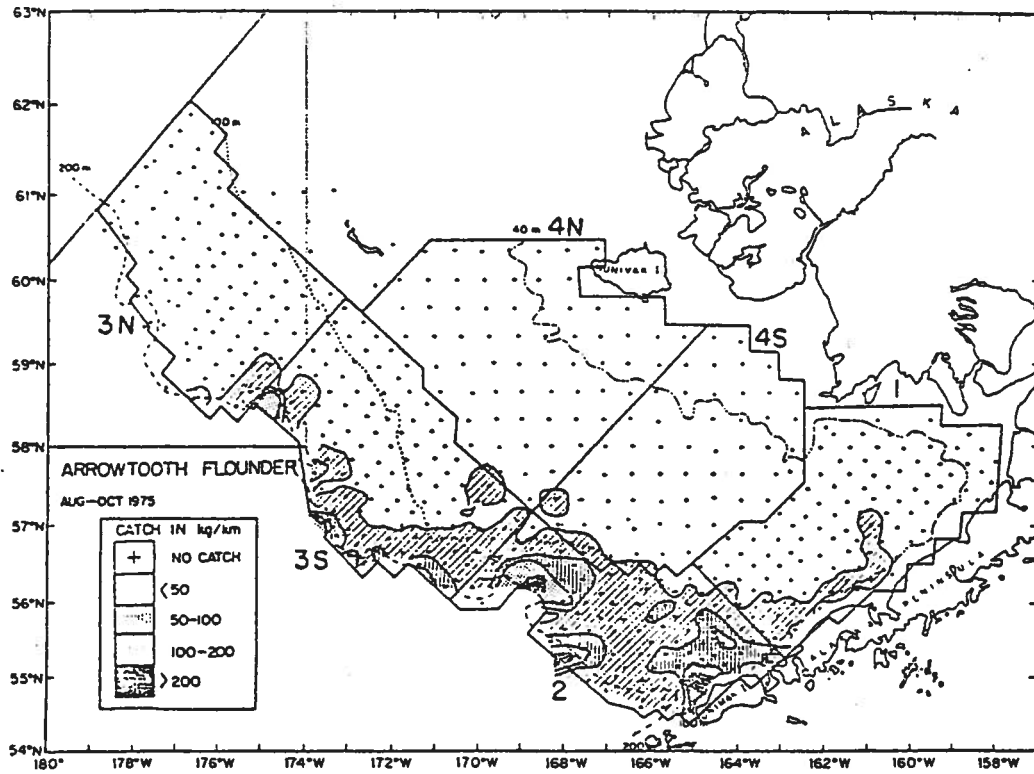 63°N
62°N
61°N
60°N
59°N
58°N
57°N
56°N
55°N
54°N
ALASKA
200 m
40 m 4N
NUNIVAK I.
3N
4S
1
ARROWTOOTH FLOUNDER
AUG-OCT 1975
CATCH IN kg/km
+ NO CATCH
<50
50-100
100-200
>200
3S
2
180° 178°W 176°W 174°W 172°W 170°W 168°W 166°W 164°W 162°W 160°W 158°W